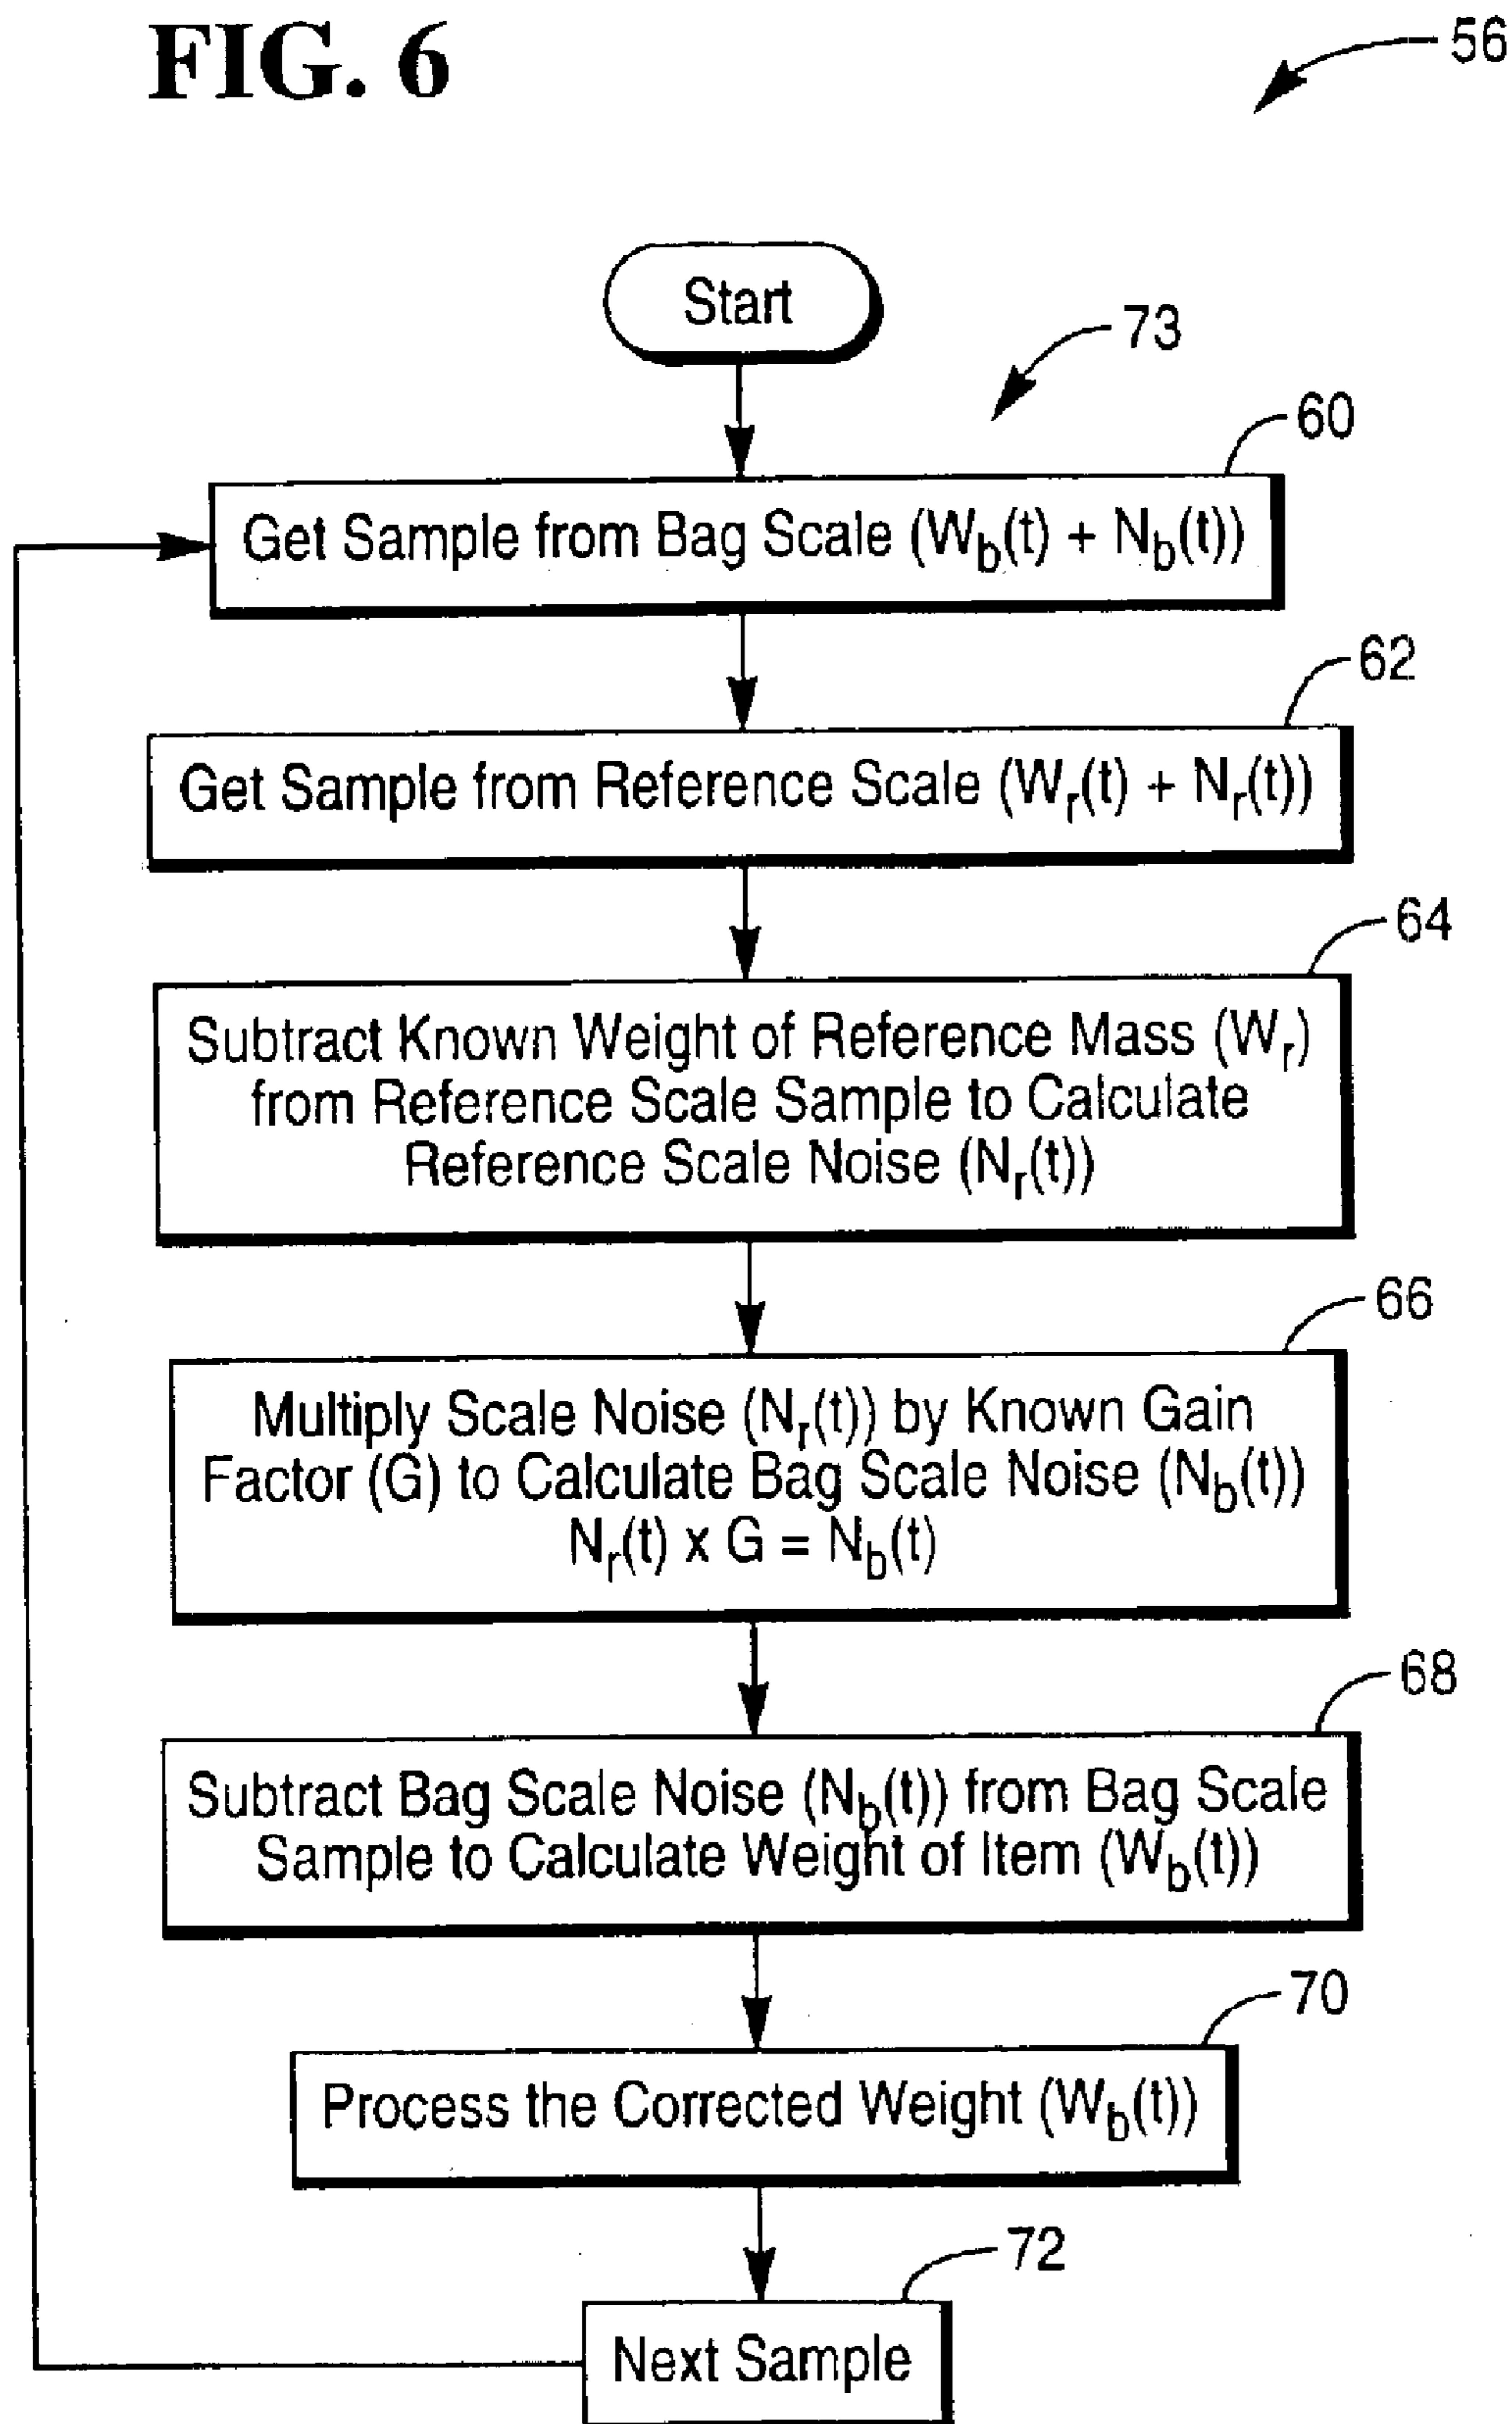 FIG. 6
56
Start
73
60
Get Sample from Bag Scale (W_b(t) + N_b(t))
62
Get Sample from Reference Scale (W_r(t) + N_r(t))
64
Subtract Known Weight of Reference Mass (W_r)
from Reference Scale Sample to Calculate
Reference Scale Noise (N_r(t))
66
Multiply Scale Noise (N_r(t)) by Known Gain
Factor (G) to Calculate Bag Scale Noise (N_b(t))
N_r(t) x G = N_b(t)
68
Subtract Bag Scale Noise (N_b(t)) from Bag Scale
Sample to Calculate Weight of Item (W_b(t))
70
Process the Corrected Weight (W_b(t))
72
Next Sample